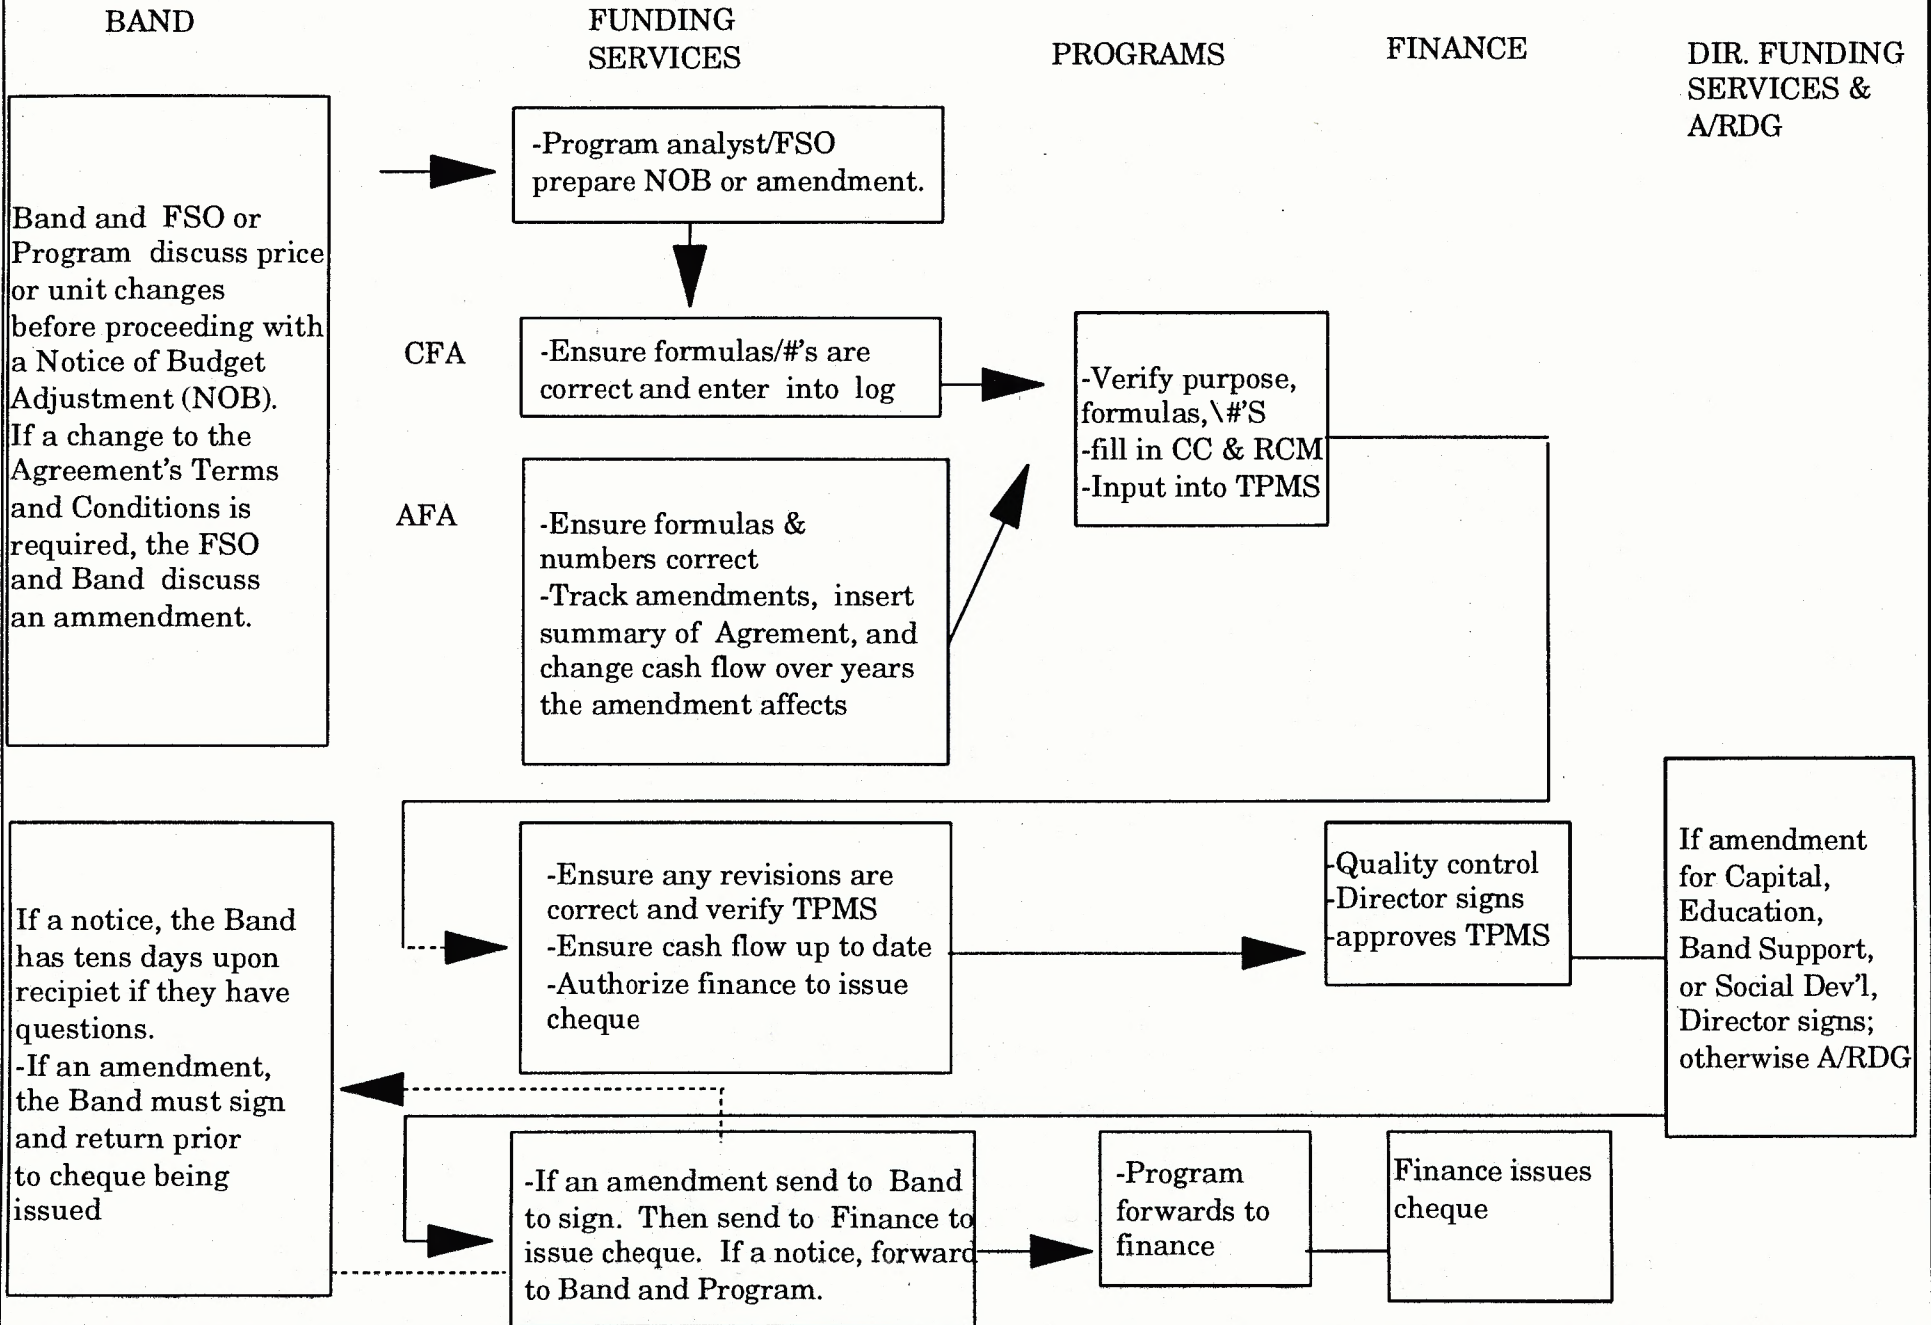 BAND
FUNDING
SERVICES
PROGRAMS
FINANCE
DIR. FUNDING
SERVICES &
A/RDG
Band and FSO or
Program discuss price
or unit changes
before proceeding with
a Notice of Budget
Adjustment (NOB).
If a change to the
Agreement's Terms
and Conditions is
required, the FSO
and Band discuss
an ammendment.
-Program analyst/FSO
prepare NOB or amendment.
CFA
-Ensure formulas/#'s are
correct and enter into log
AFA
-Ensure formulas &
numbers correct
-Track amendments, insert
summary of Agrement, and
change cash flow over years
the amendment affects
-Verify purpose,
formulas,\#'S
-fill in CC & RCM
-Input into TPMS
If a notice, the Band
has tens days upon
recipiet if they have
questions.
-If an amendment,
the Band must sign
and return prior
to cheque being
issued
-Ensure any revisions are
correct and verify TPMS
-Ensure cash flow up to date
-Authorize finance to issue
cheque
-Quality control
-Director signs
-approves TPMS
If amendment
for Capital,
Education,
Band Support,
or Social Dev'l,
Director signs;
otherwise A/RDG
-If an amendment send to Band
to sign. Then send to Finance to
issue cheque. If a notice, forward
to Band and Program.
-Program
forwards to
finance
Finance issues
cheque